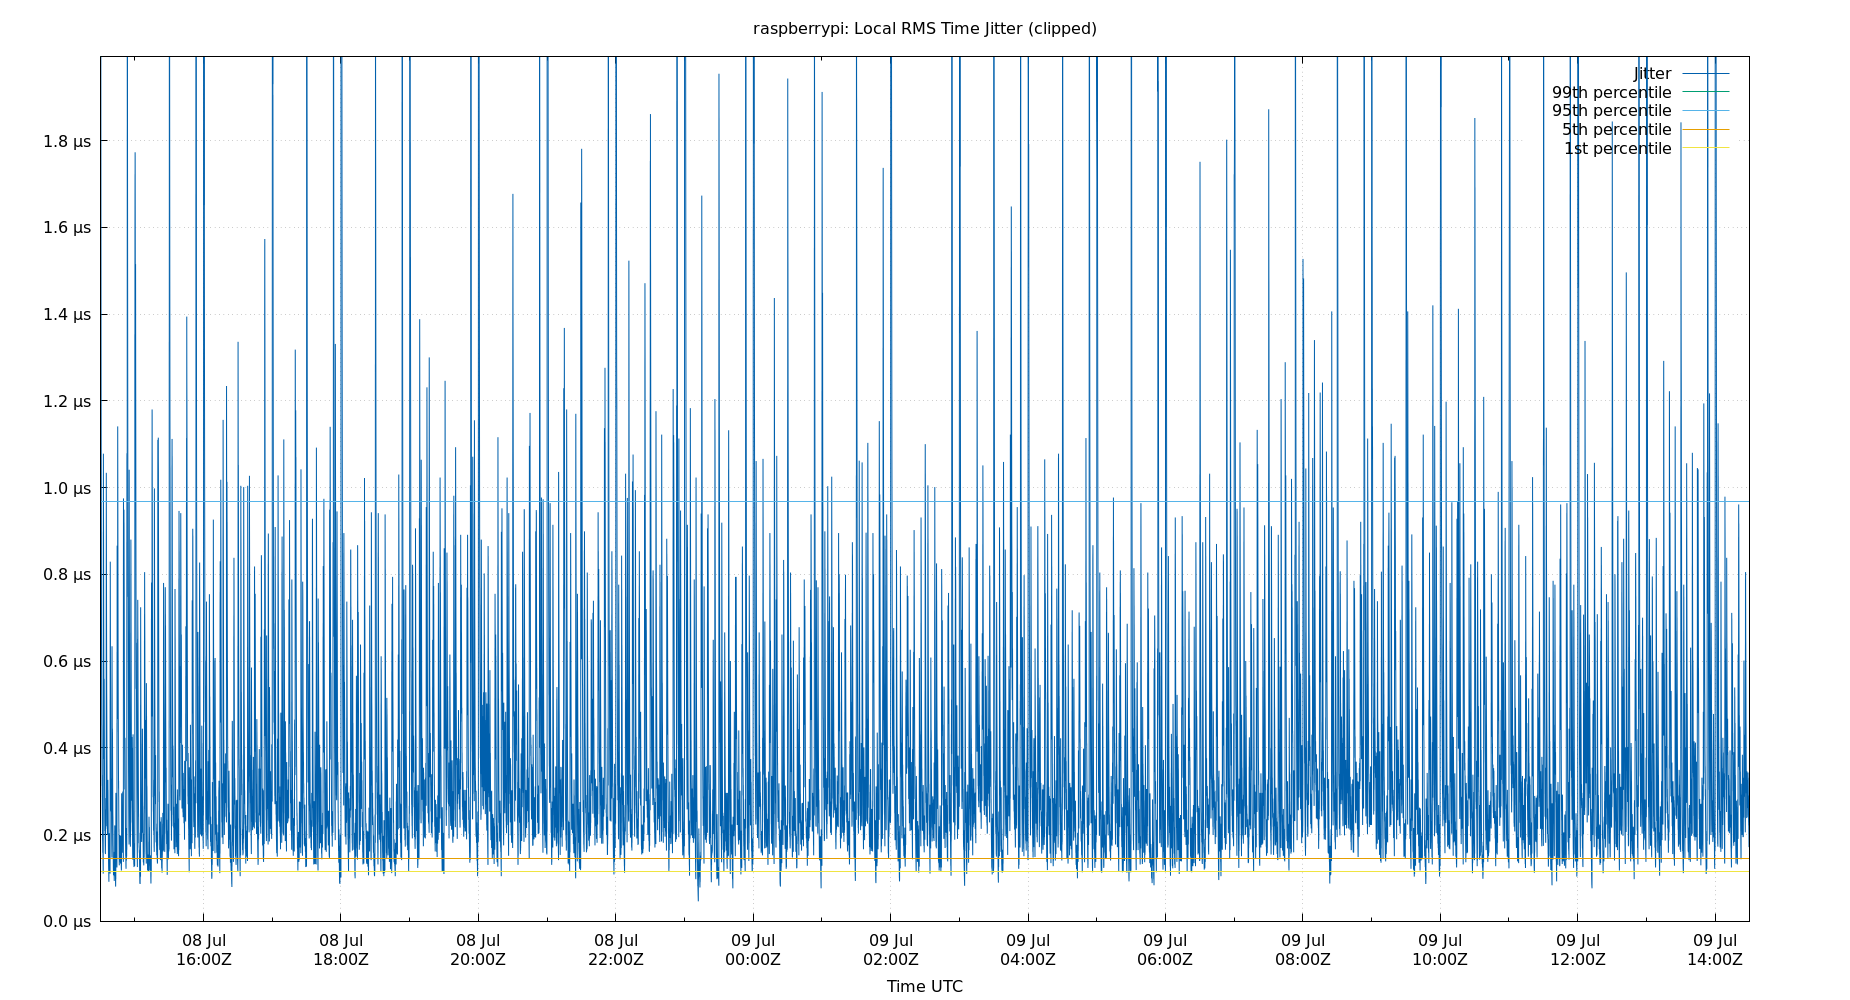 raspberrypi: Local RMS Time Jitter (clipped)
Jitter
99th percentile
95th percentile
5th percentile
1st percentile
1.8 µs
1.6 µs
1.4 µs
1.2 µs
1.0 µs
0.8 µs
0.6 µs
0.4 µs
0.2 µs
0.0 µs
08 Jul 08 Jul 08 Jul 08 Jul 09 Jul 09 Jul 09 Jul 09 Jul 09 Jul 09 Jul 09 Jul 09 Jul
16:00Z 18:00Z 20:00Z 22:00Z 00:00Z 02:00Z 04:00Z 06:00Z 08:00Z 10:00Z 12:00Z 14:00Z
Time UTC